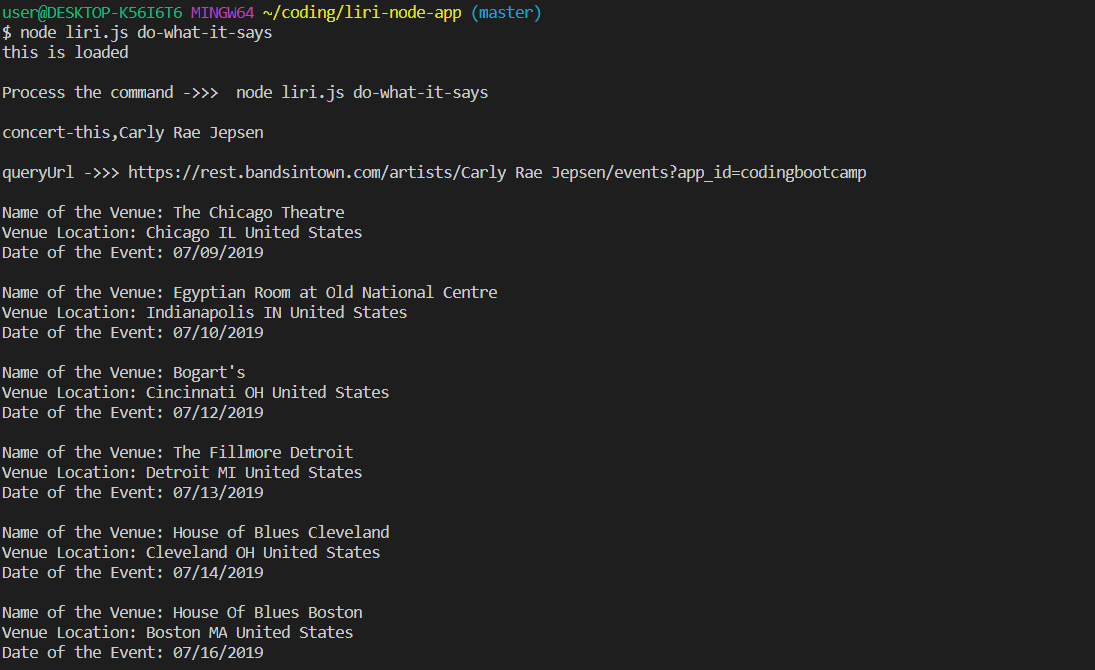 user@DESKTOP-K56I6T6 MINGW64 ~/coding/liri-node-app (master)
$ node liri.js do-what-it-says
this is loaded
Process the command ->>>  node liri.js do-what-it-says
concert-this,Carly Rae Jepsen
queryUrl ->>> https://rest.bandsintown.com/artists/Carly Rae Jepsen/events?app_id=codingbootcamp
Name of the Venue: The Chicago Theatre
Venue Location: Chicago IL United States
Date of the Event: 07/09/2019
Name of the Venue: Egyptian Room at Old National Centre
Venue Location: Indianapolis IN United States
Date of the Event: 07/10/2019
Name of the Venue: Bogart's
Venue Location: Cincinnati OH United States
Date of the Event: 07/12/2019
Name of the Venue: The Fillmore Detroit
Venue Location: Detroit MI United States
Date of the Event: 07/13/2019
Name of the Venue: House of Blues Cleveland
Venue Location: Cleveland OH United States
Date of the Event: 07/14/2019
Name of the Venue: House Of Blues Boston
Venue Location: Boston MA United States
Date of the Event: 07/16/2019